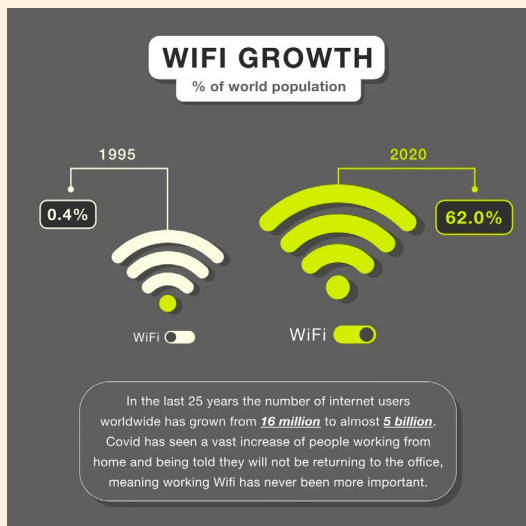 WIFI GROWTH
% of world population
1995
2020
0.4%
62.0%
WiFi
WiFi
In the last 25 years the number of internet users
worldwide has grown from 16 million to almost 5 billion.
Covid has seen a vast increase of people working from
home and being told they will not be returning to the office,
meaning working Wifi has never been more important.